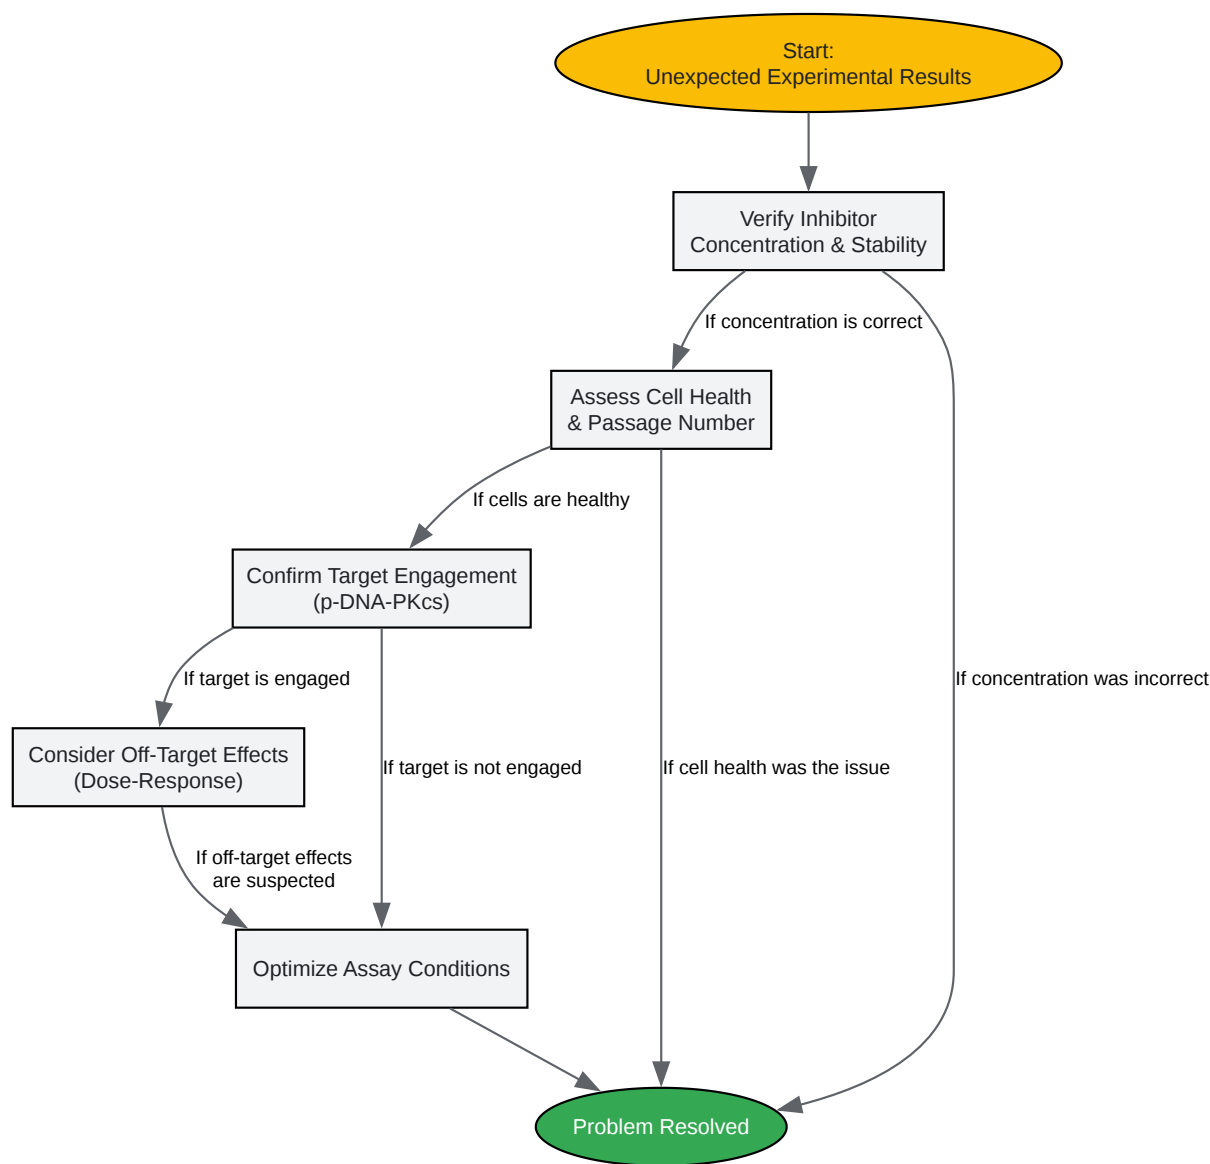 Start:
Unexpected Experimental Results
Verify Inhibitor
Concentration & Stability
If concentration is correct
Assess Cell Health
& Passage Number
If cells are healthy
Confirm Target Engagement
(p-DNA-PKcs)
If target is engaged
If concentration was incorrect
Consider Off-Target Effects
(Dose-Response)
If target is not engaged
If cell health was the issue
If off-target effects
are suspected
Optimize Assay Conditions
Problem Resolved